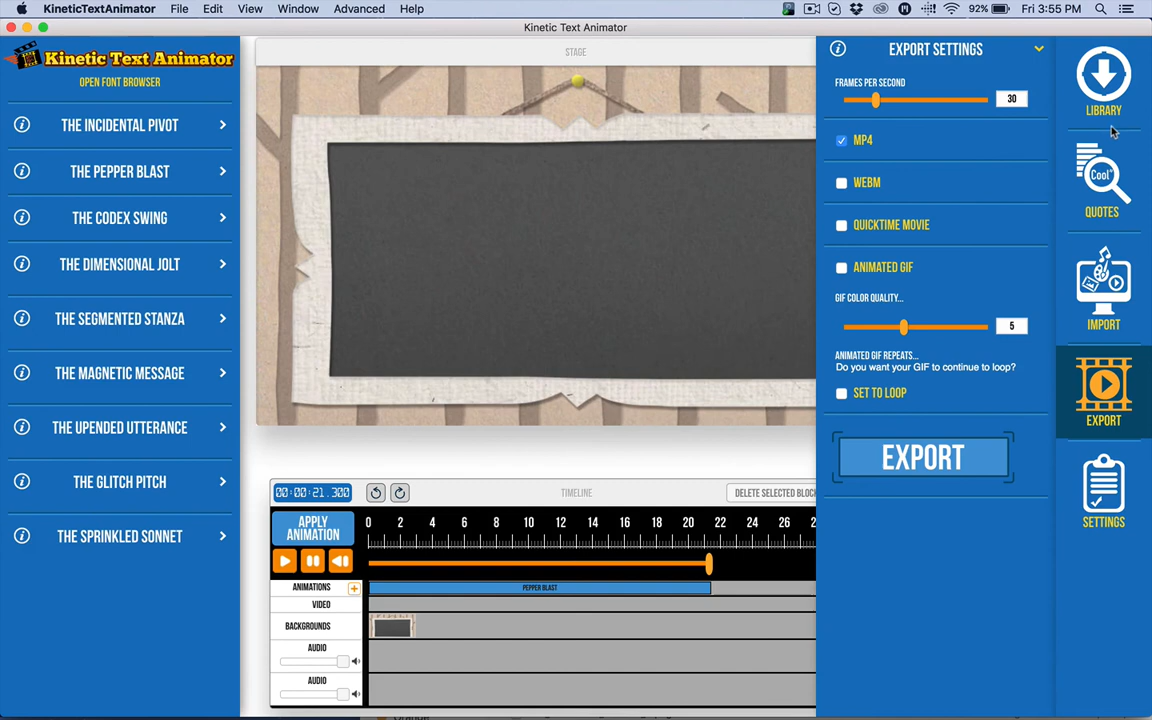 KineticTextAnimator File Edit View Window Advanced Help 92% Fri 3:55 PM
Kinetic Text Animator
Kinetic Text Animator
OPEN FONT BROWSER
THE INCIDENTAL PIVOT
THE PEPPER BLAST
THE CODEX SWING
THE DIMENSIONAL JOLT
THE SEGMENTED STANZA
THE MAGNETIC MESSAGE
THE UPENDED UTTERANCE
THE GLITCH PITCH
THE SPRINKLED SONNET
STAGE
00:00:21.300
TIMELINE
DELETE SELECTED BLOC
APPLY
ANIMATION
0 2 4 6 8 10 12 14 16 18 20 22 24 26
ANIMATIONS +
PEPPER BLAST
VIDEO
BACKGROUNDS
AUDIO
AUDIO
EXPORT SETTINGS
FRAMES PER SECOND
30
MP4
WEBM
QUICKTIME MOVIE
ANIMATED GIF
GIF COLOR QUALITY...
5
ANIMATED GIF REPEATS...
Do you want your GIF to continue to loop?
SET TO LOOP
EXPORT
LIBRARY
Cool
QUOTES
IMPORT
EXPORT
SETTINGS